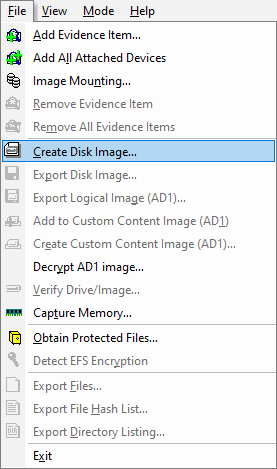 File View Mode Help
Add Evidence Item...
Add All Attached Devices
Image Mounting...
Remove Evidence Item
Remove All Evidence Items
Create Disk Image...
Export Disk Image...
Export Logical Image (AD1)...
Add to Custom Content Image (AD1)
Create Custom Content Image (AD1)...
Decrypt AD1 image...
Verify Drive/Image...
Capture Memory...
Obtain Protected Files...
Detect EFS Encryption
Export Files...
Export File Hash List...
Export Directory Listing...
Exit